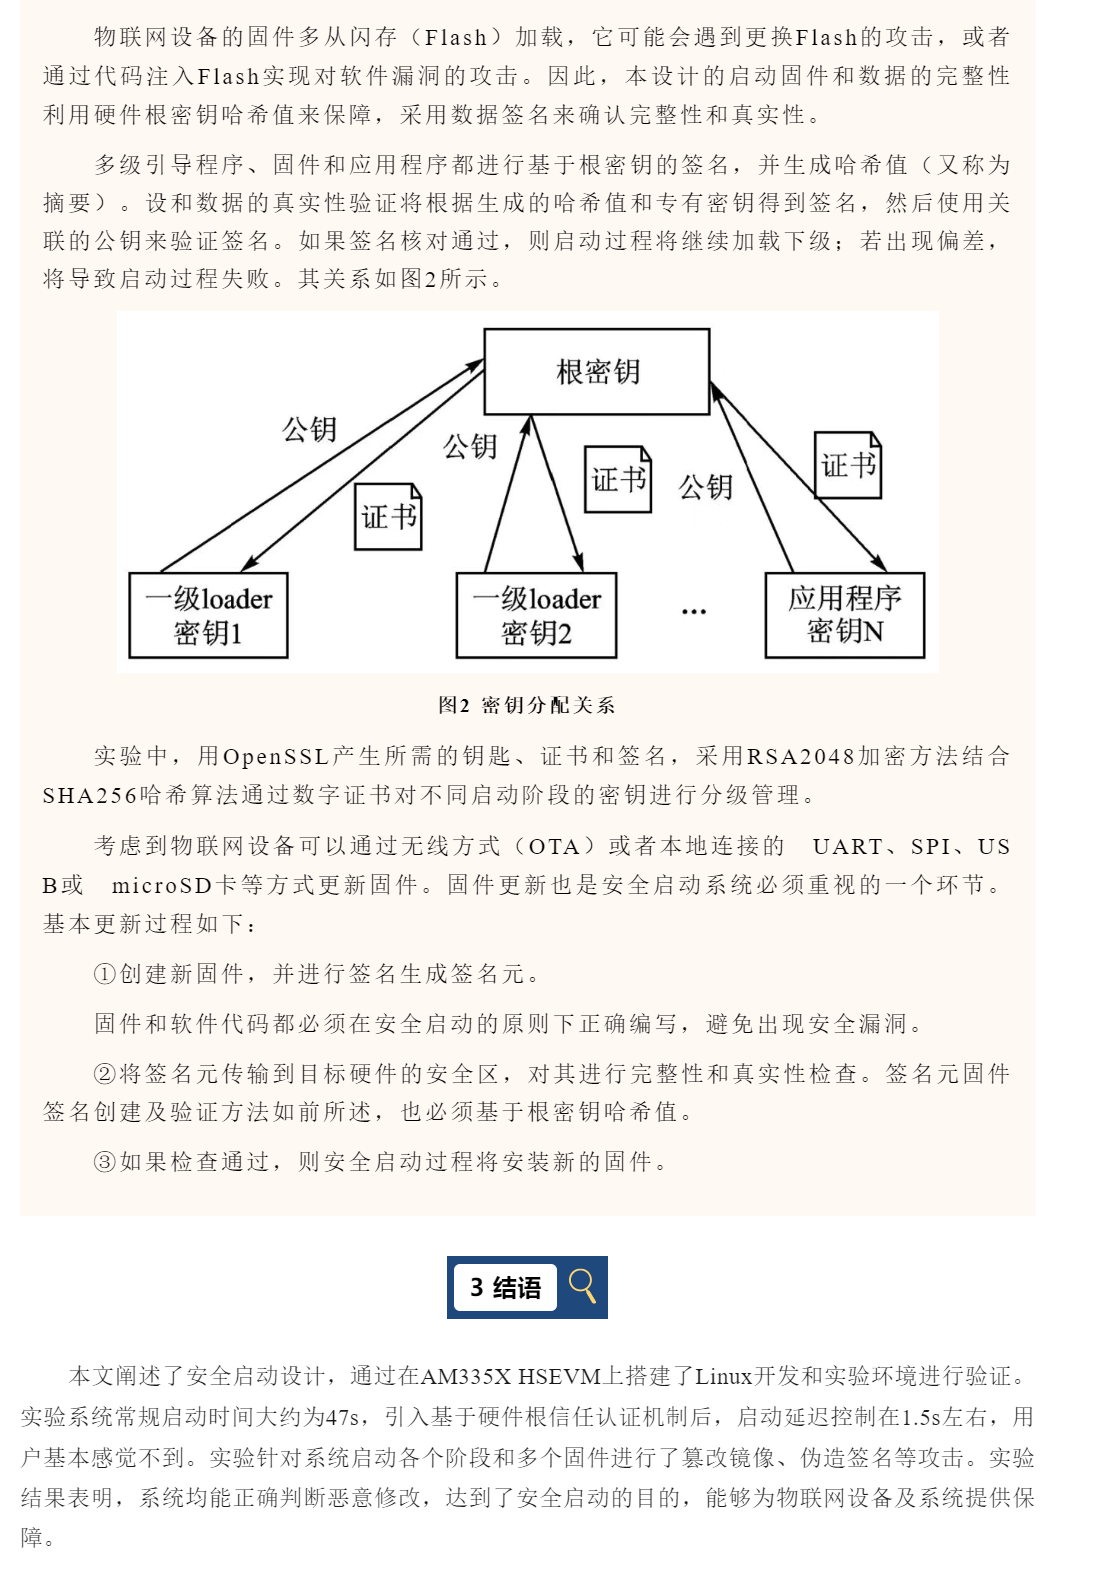 物联网设备的固件多从闪存（Flash）加载，它可能会遇到更换Flash的攻击，或者
通过代码注入Flash实现对软件漏洞的攻击。因此，本设计的启动固件和数据的完整性
利用硬件根密钥哈希值来保障，采用数据签名来确认完整性和真实性。
多级引导程序、固件和应用程序都进行基于根密钥的签名，并生成哈希值（又称为
摘要）。设和数据的真实性验证将根据生成的哈希值和专有密钥得到签名，然后使用关
联的公钥来验证签名。如果签名核对通过，则启动过程将继续加载下级；若出现偏差，
将导致启动过程失败。其关系如图2所示。
根密钥
公钥
公钥
证书
公钥
证书
证书
一级loader
密钥1
一级loader
密钥2
...
应用程序
密钥N
图2 密钥分配关系
实验中，用OpenSSL产生所需的钥匙、证书和签名，采用RSA2048加密方法结合
SHA256哈希算法通过数字证书对不同启动阶段的密钥进行分级管理。
考虑到物联网设备可以通过无线方式（OTA）或者本地连接的　UART、SPI、US
B或　microSD卡等方式更新固件。固件更新也是安全启动系统必须重视的一个环节。
基本更新过程如下：
①创建新固件，并进行签名生成签名元。
固件和软件代码都必须在安全启动的原则下正确编写，避免出现安全漏洞。
②将签名元传输到目标硬件的安全区，对其进行完整性和真实性检查。签名元固件
签名创建及验证方法如前所述，也必须基于根密钥哈希值。
③如果检查通过，则安全启动过程将安装新的固件。
3 结语
本文阐述了安全启动设计，通过在AM335X HSEVM上搭建了Linux开发和实验环境进行验证。
实验系统常规启动时间大约为47s，引入基于硬件根信任认证机制后，启动延迟控制在1.5s左右，用
户基本感觉不到。实验针对系统启动各个阶段和多个固件进行了篡改镜像、伪造签名等攻击。实验
结果表明，系统均能正确判断恶意修改，达到了安全启动的目的，能够为物联网设备及系统提供保
障。